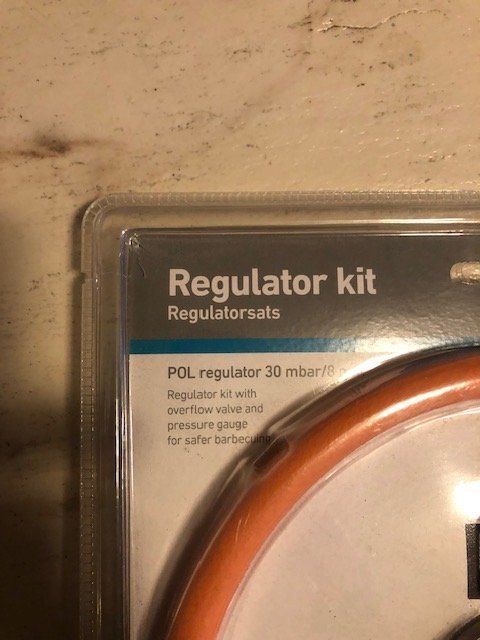 Regulator kit
Regulatorsats
POL regulator 30 mbar/8
Regulator kit with
overflow valve and
pressure gauge
for safer barbecuing